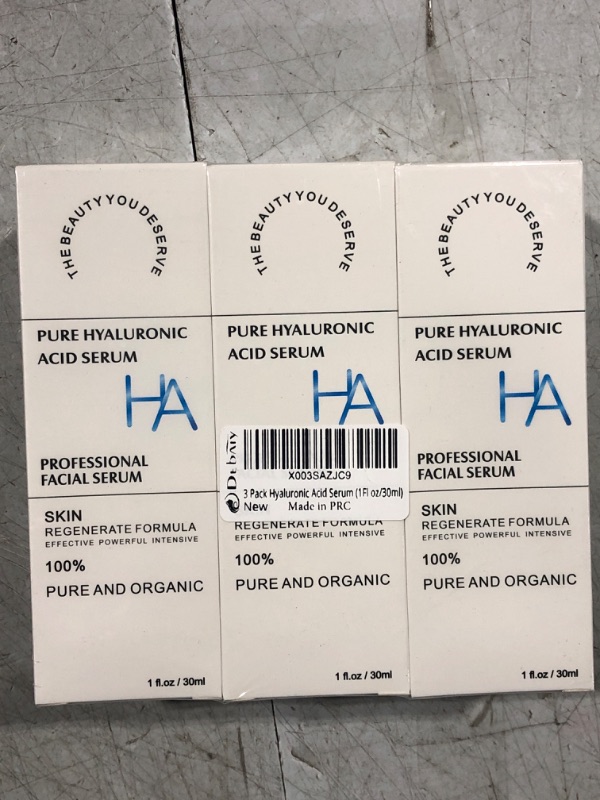 THE BEAUTY YOU DESERVE
PURE HYALURONIC
ACID SERUM
HA
PROFESSIONAL
FACIAL SERUM
SKIN
REGENERATE FORMULA
EFFECTIVE POWERFUL INTENSIVE
100%
PURE AND ORGANIC
1 fl.oz / 30ml
THE BEAUTY YOU DESERVE
PURE HYALURONIC
ACID SERUM
HA
Debaiy
X003SAZJC9
3 Pack Hyaluronic Acid Serum (1Fl oz/30ml)
New Made in PRC
REGENERATE FORMULA
EFFECTIVE POWERFUL INTENSIVE
100%
PURE AND ORGANIC
1 fl.oz / 30ml
THE BEAUTY YOU DESERVE
PURE HYALURONIC
ACID SERUM
HA
PROFESSIONAL
FACIAL SERUM
SKIN
REGENERATE FORMULA
EFFECTIVE POWERFUL INTENSIVE
100%
PURE AND ORGANIC
1 fl.oz / 30ml